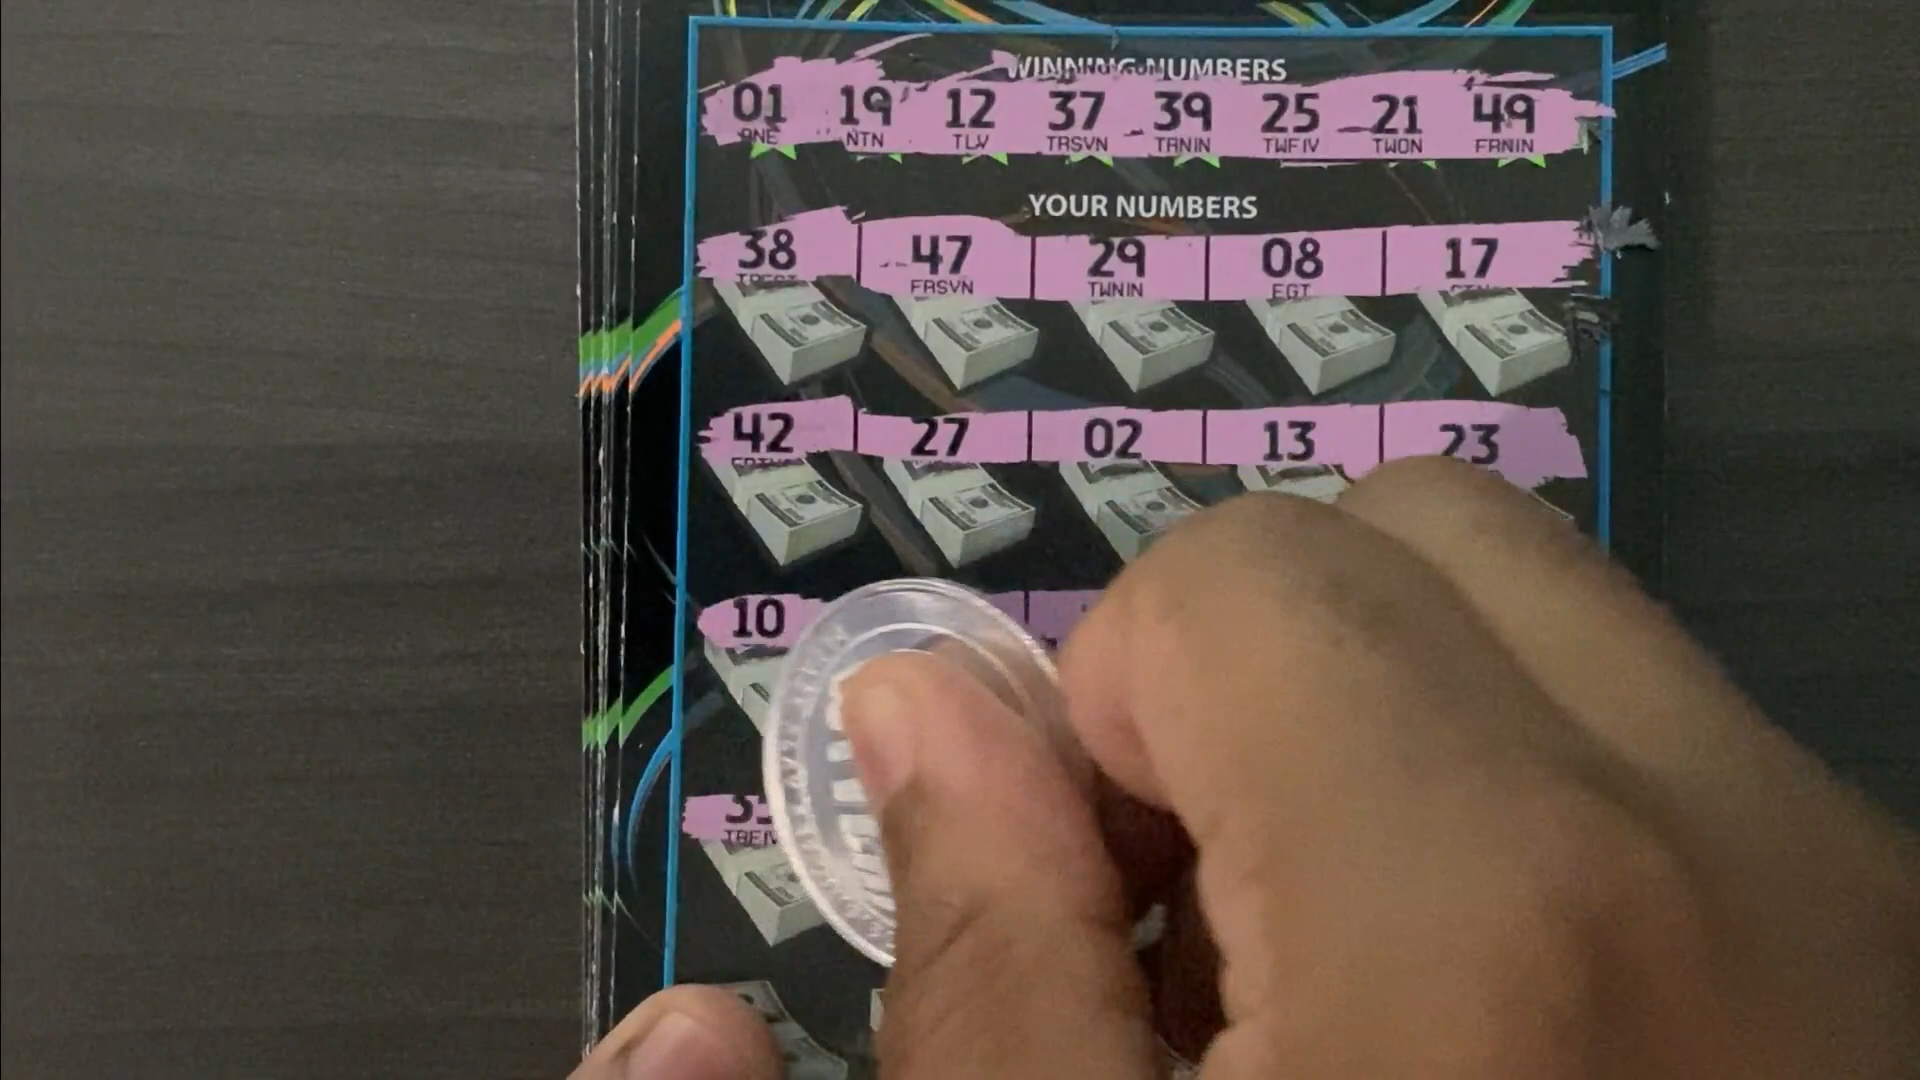 WINNING NUMBERS
01 19 12 37 39 25 21 49
ONE NTN TLV TRSVN TRNIN TWFIV TWON FRNIN
YOUR NUMBERS
38 47 29 08 17
FRSVN TWNIN EGT
42 27 02 13 23
10